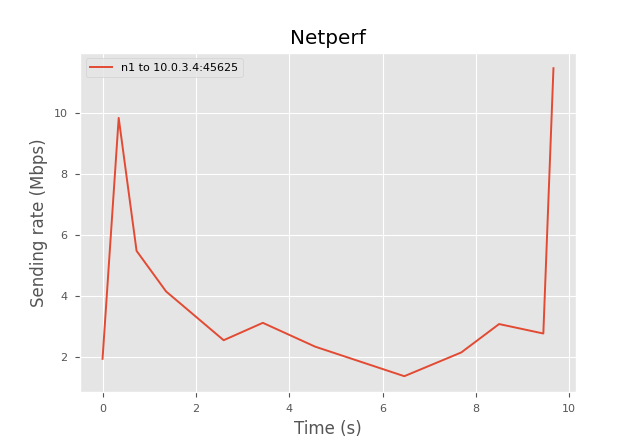 Netperf
n1 to 10.0.3.4:45625
Sending rate (Mbps)
10
8
6
4
2
0 2 4 6 8 10
Time (s)